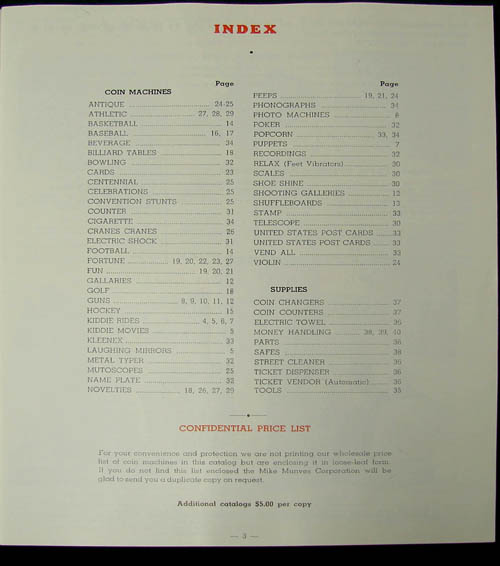 INDEX
Page
COIN MACHINES
ANTIQUE 24-25
ATHLETIC 27, 28, 29
BASKETBALL 14
BASEBALL 16, 17
BEVERAGE 34
BILLIARD TABLES 18
BOWLING 32
CARDS 23
CENTENNIAL 25
CELEBRATIONS 25
CONVENTION STUNTS 25
COUNTER 31
CIGARETTE 34
CRANES CRANES 26
ELECTRIC SHOCK 31
FOOTBALL 14
FORTUNE 19, 20, 22, 23, 27
FUN 19, 20, 21
GALLARIES 12
GOLF 18
GUNS 8, 9, 10, 11, 12
HOCKEY 15
KIDDIE RIDES 4, 5, 6, 7
KIDDIE MOVIES 5
KLEENEX 33
LAUGHING MIRRORS 5
METAL TYPER 32
MUTOSCOPES 25
NAME PLATE 32
NOVELTIES 18, 26, 27, 29
Page
PEEPS 19, 21, 24
PHONOGRAPHS 34
PHOTO MACHINES 6
POKER 32
POPCORN 33, 34
PUPPETS 7
RECORDINGS 32
RELAX (Feet Vibrators) 30
SCALES 30
SHOE SHINE 30
SHOOTING GALLERIES 12
SHUFFLEBOARDS 13
STAMP 33
TELESCOPE 30
UNITED STATES POST CARDS 33
UNITED STATES POST CARDS 33
VEND ALL 33
VIOLIN 24
SUPPLIES
COIN CHANGERS 37
COIN COUNTERS 37
ELECTRIC TOWEL 36
MONEY HANDLING 38, 39, 40
PARTS 36
SAFES 38
STREET CLEANER 36
TICKET DISPENSER 36
TICKET VENDOR (Automatic) 36
TOOLS 35
CONFIDENTIAL PRICE LIST
For your convenience and protection we are not printing our wholesale price
list of coin machines in this catalog but are enclosing it in loose-leaf form.
If you do not find this list enclosed the Mike Munves Corporation will be
glad to send you a duplicate copy on request.
Additional catalogs $5.00 per copy
— 3 —